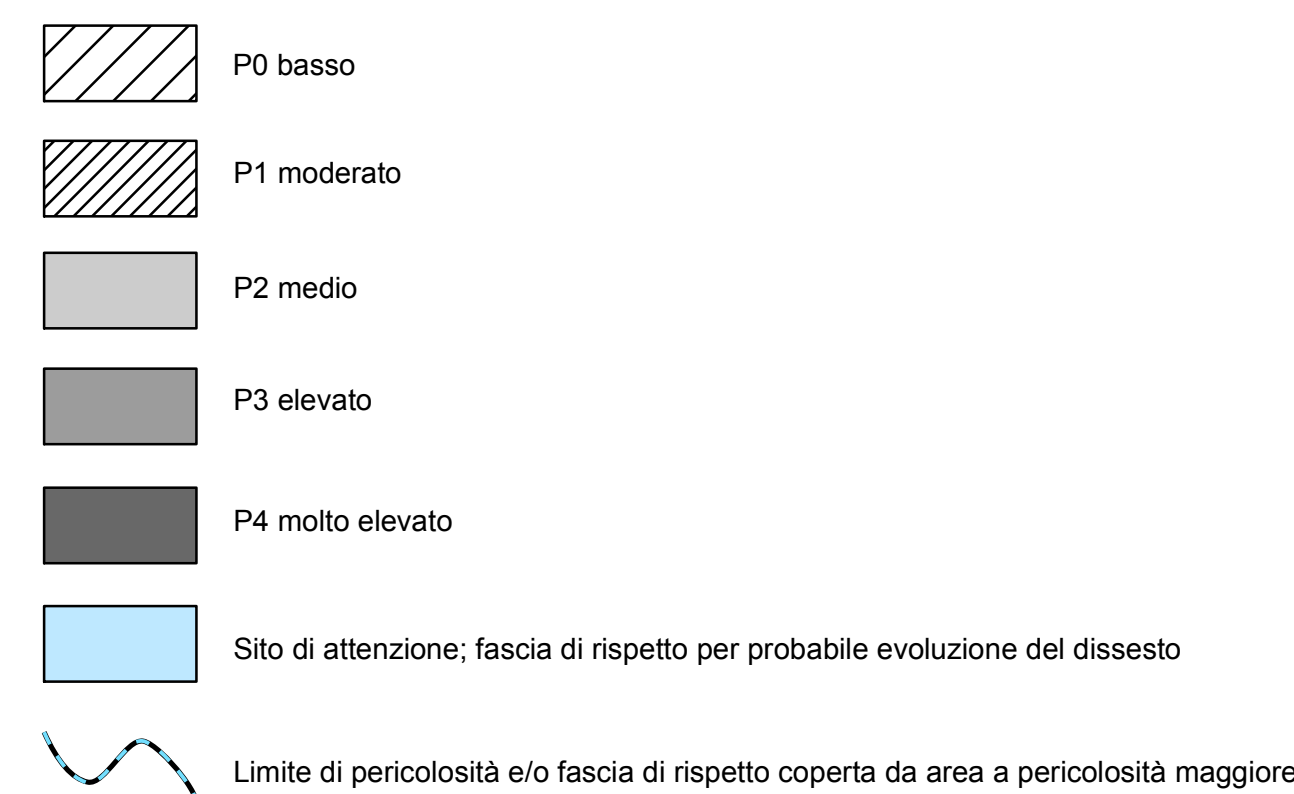 P0 basso
P1 moderato
P2 medio
P3 elevato
P4 molto elevato
Sito di attenzione; fascia di rispetto per probabile evoluzione del dissesto
Limite di pericolosità e/o fascia di rispetto coperta da area a pericolosità maggiore